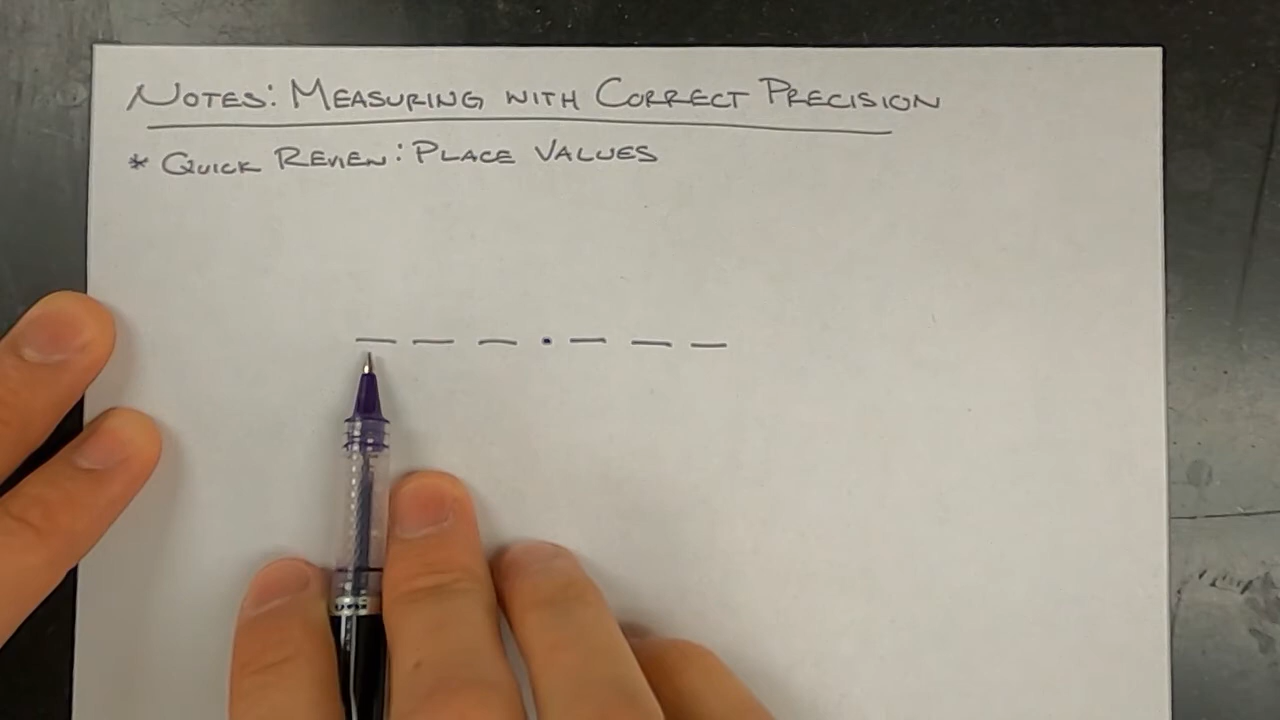 NOTES: MEASURING WITH CORRECT PRECISION
* QUICK REVIEW: PLACE VALUES
_ _ _ . _ _ _